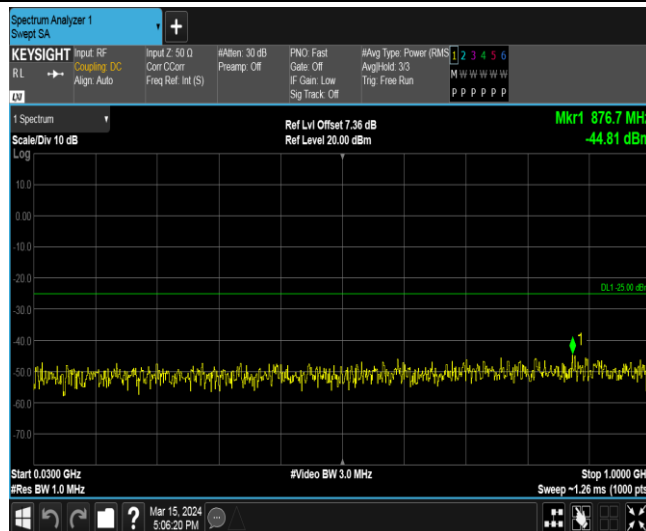 Spectrum Analyzer 1
Swept SA
+
KEYSIGHT
RL
Input: RF
Coupling: DC
Align: Auto
Input Z: 50 Ω
Corr CCorr
Freq Ref: Int (S)
#Atten: 30 dB
Preamp: Off
PNO: Fast
Gate: Off
IF Gain: Low
Sig Track: Off
#Avg Type: Power (RMS
Avg|Hold: 3/3
Trig: Free Run
1 2 3 4 5 6
M W W W W W
P P P P P P
1 Spectrum
Scale/Div 10 dB
Ref Lvl Offset 7.36 dB
Ref Level 20.00 dBm
Mkr1 876.7 MHz
-44.81 dBm
Log
10.0
0.00
-10.0
-20.0
DL1 -25.00 dBm
-30.0
-40.0
1
-50.0
-60.0
-70.0
Start 0.0300 GHz
#Res BW 1.0 MHz
#Video BW 3.0 MHz
Stop 1.0000 GH
Sweep ~1.26 ms (1000 pts
?
Mar 15, 2024
5:06:20 PM